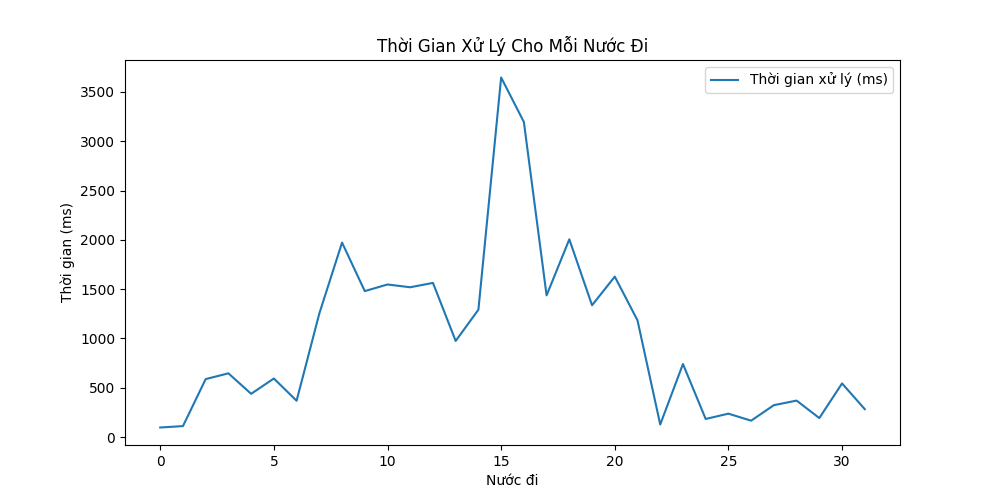 Thời Gian Xử Lý Cho Mỗi Nước Đi
Thời gian xử lý (ms)
Thời gian (ms)
3500
3000
2500
2000
1500
1000
500
0
0 5 10 15 20 25 30
Nước đi